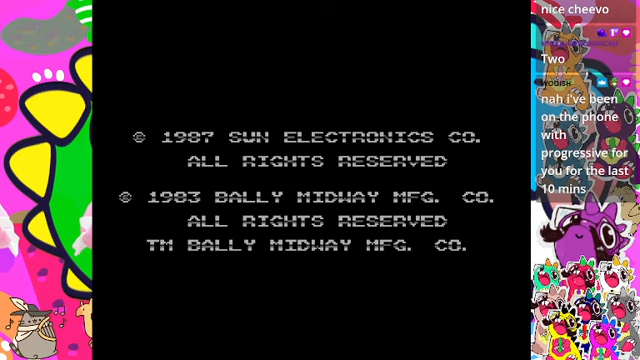 © 1987 SUN ELECTRONICS CO.
ALL RIGHTS RESERVED
© 1983 BALLY MIDWAY MFG. CO.
ALL RIGHTS RESERVED
TM BALLY MIDWAY MFG. CO.
nice cheevo
Two
nah i've been
on the phone
with
progressive for
you for the last
10 mins